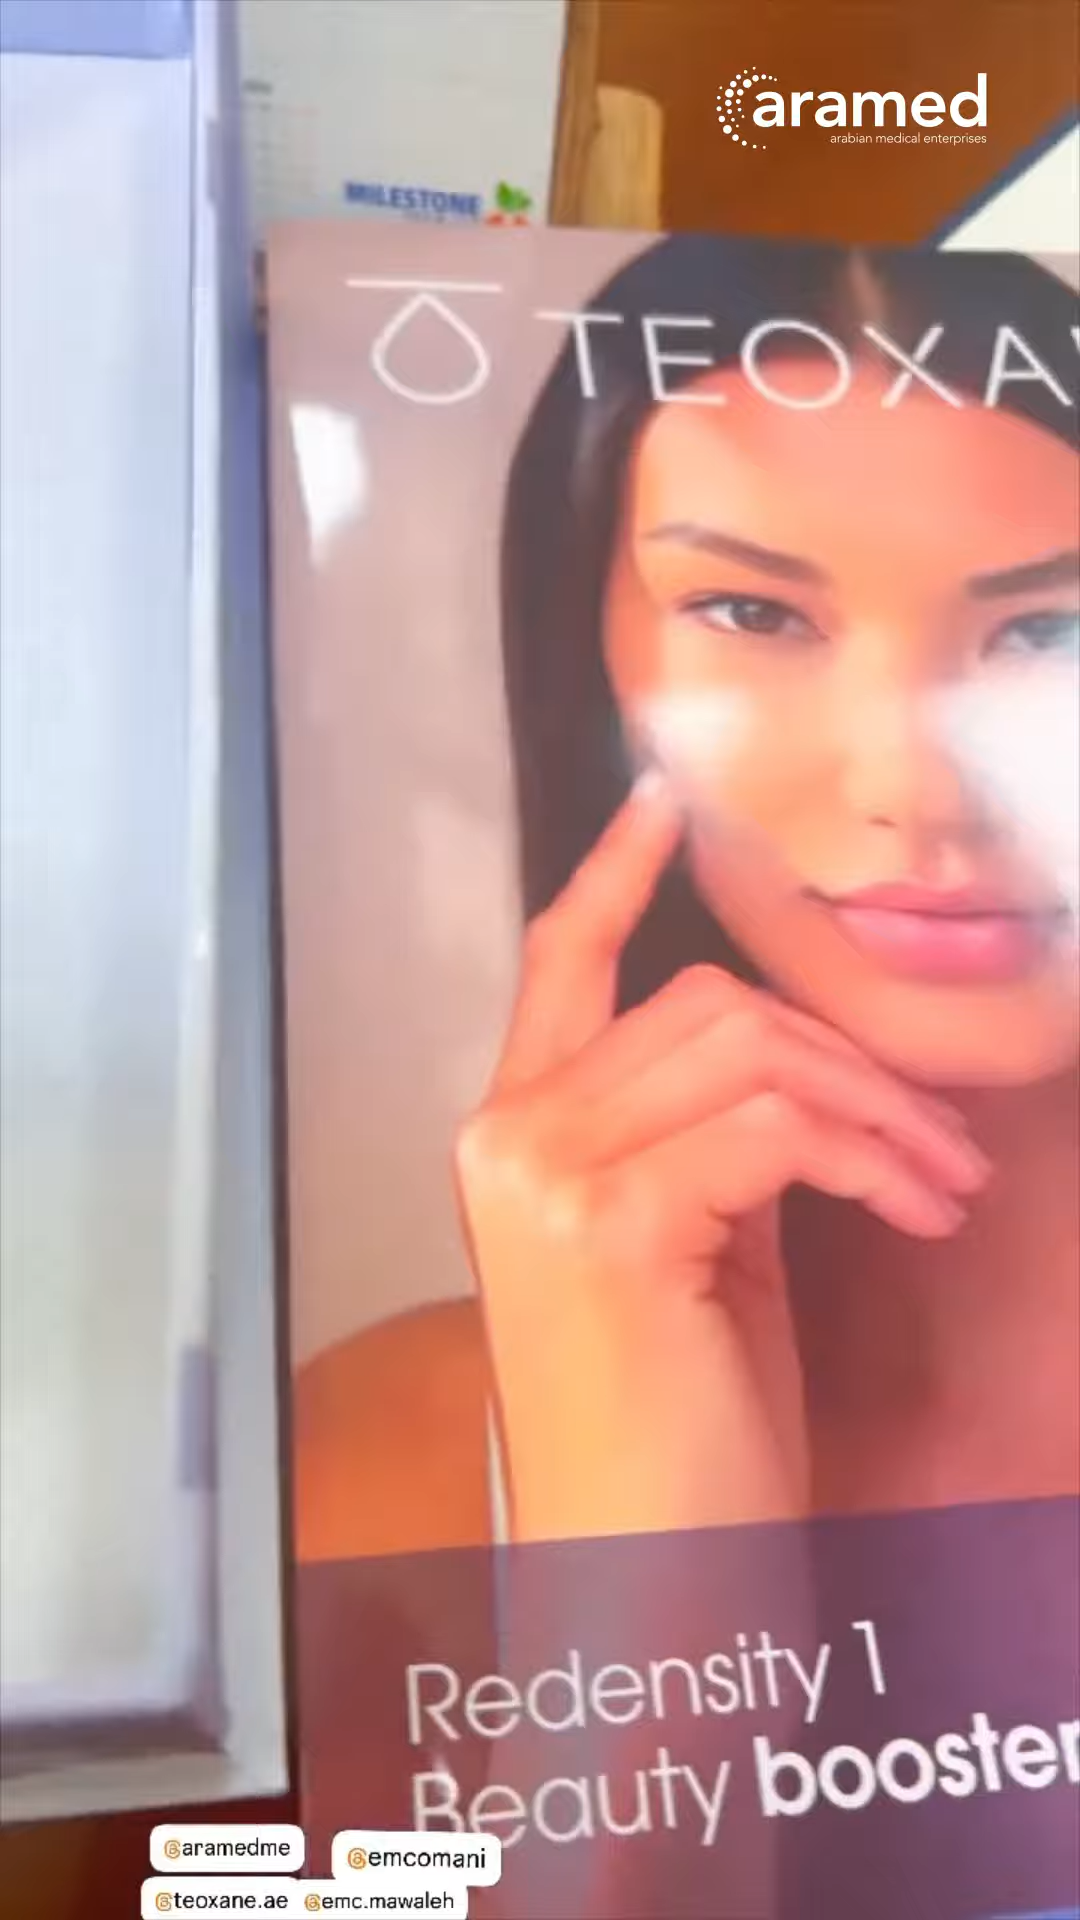 aramed
arabian medical enterprises
MILESTONE
TEOXA
Redensity 1
Beauty booster
@aramedme
@emcomani
@teoxane.ae
@emc.mawaleh